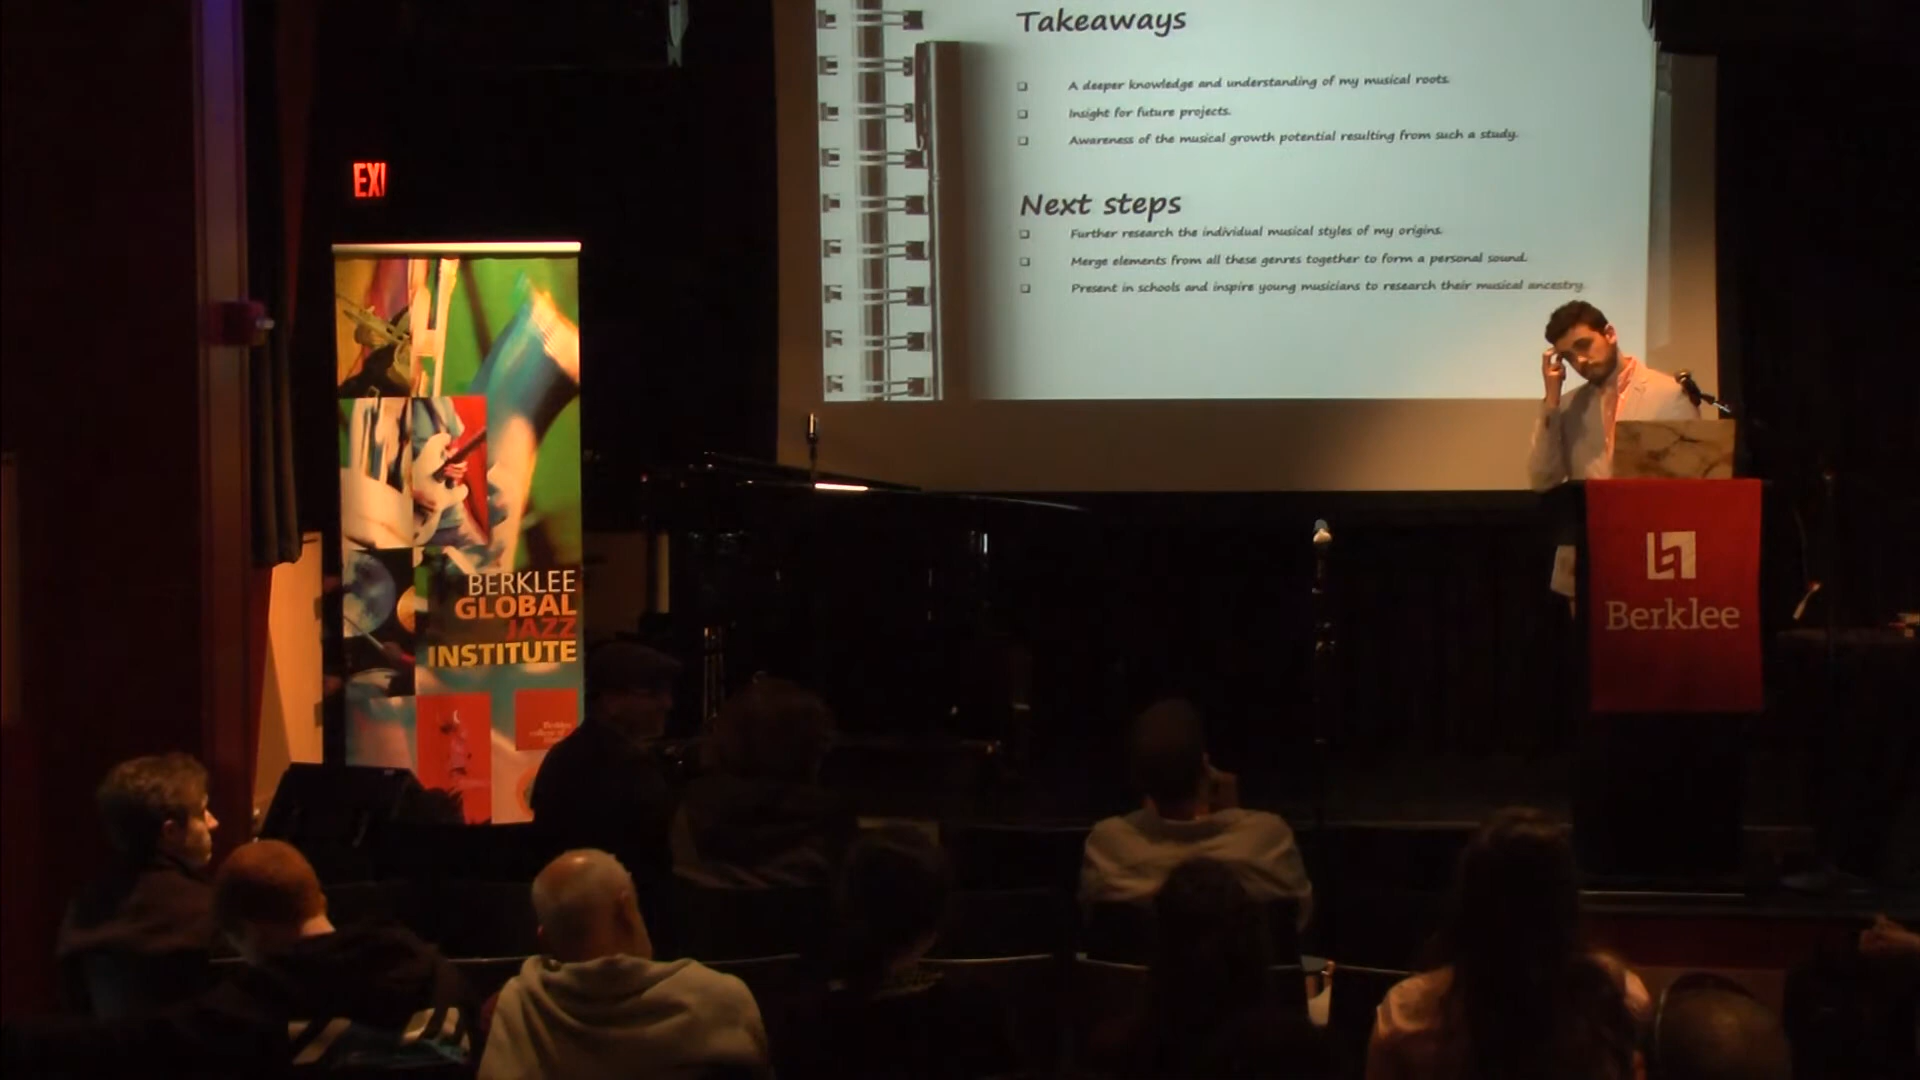 Takeaways
A deeper knowledge and understanding of my musical roots.
Insight for future projects.
Awareness of the musical growth potential resulting from such a study.
Next steps
Further research the individual musical styles of my origins.
Merge elements from all these genres together to form a personal sound.
Present in schools and inspire young musicians to research their musical ancestry.
EXI
BERKLEE
GLOBAL
JAZZ
INSTITUTE
Berklee